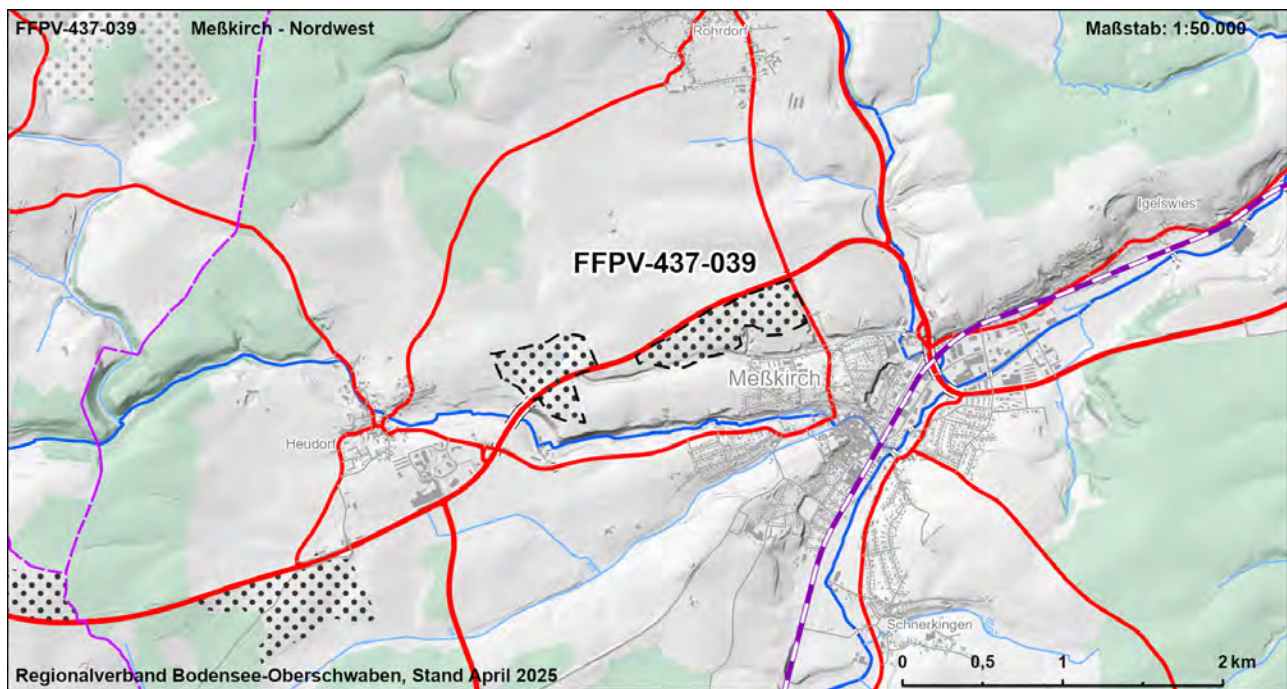 FFPV-437-039 Meßkirch - Nordwest Maßstab: 1:50.000
Rohrdorf
Igelswies
FFPV-437-039
Meßkirch
Heudorf
Schnerkingen
0 0,5 1 2 km
Regionalverband Bodensee-Oberschwaben, Stand April 2025